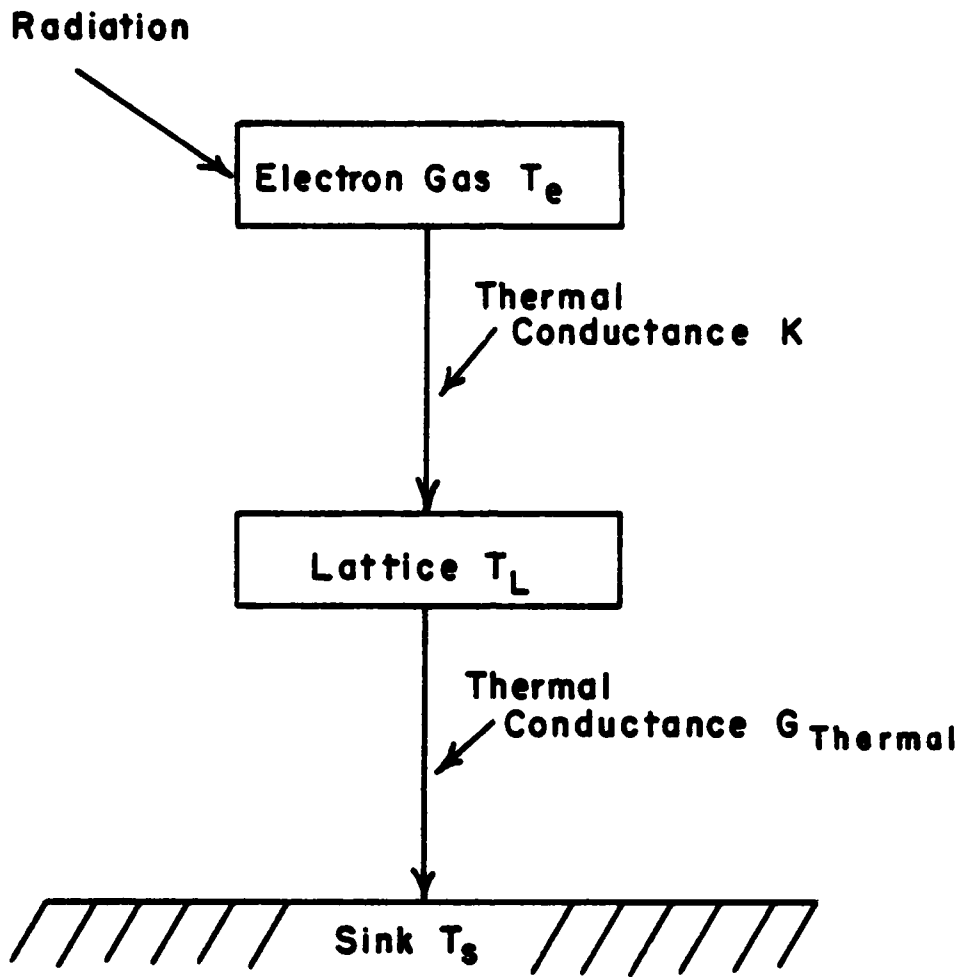 Radiation
Electron Gas Te
Thermal
Conductance K
Lattice TL
Thermal
Conductance GThermal
Sink Ts